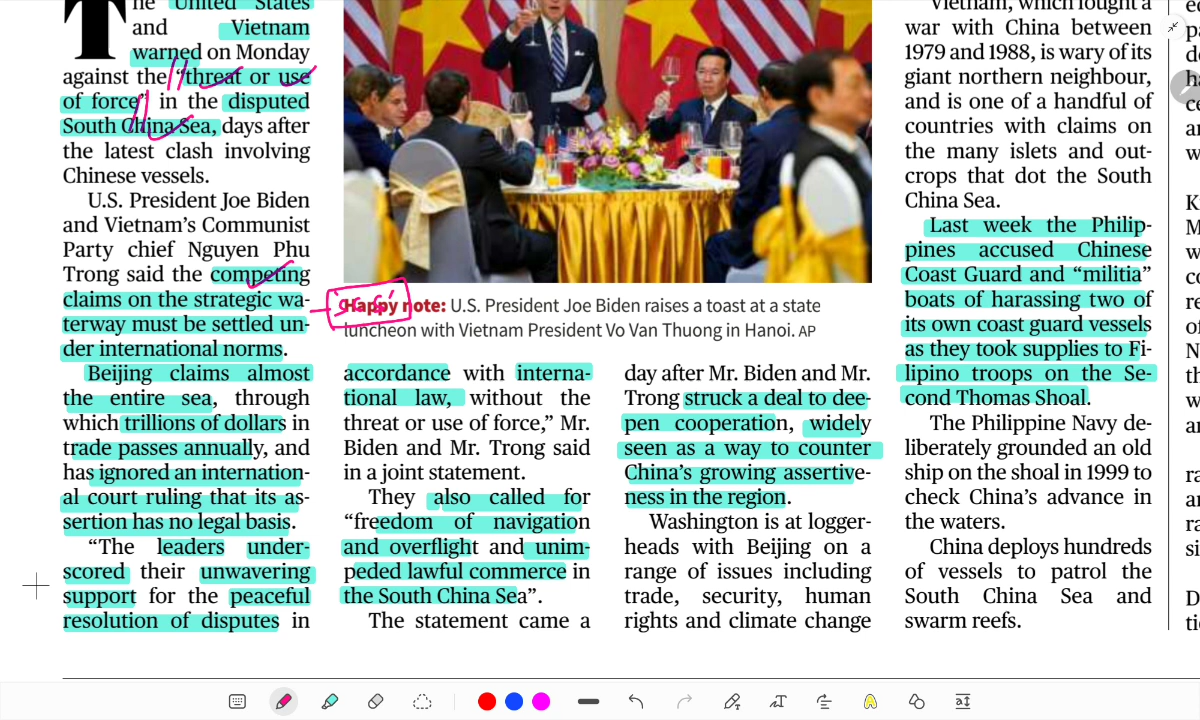 The United States
and Vietnam
warned on Monday
against the “threat or use
of force” in the disputed
South China Sea, days after
the latest clash involving
Chinese vessels.
U.S. President Joe Biden
and Vietnam’s Communist
Party chief Nguyen Phu
Trong said the competing
claims on the strategic wa-
terway must be settled un-
der international norms.
Beijing claims almost
the entire sea, through
which trillions of dollars in
trade passes annually, and
has ignored an internation-
al court ruling that its as-
sertion has no legal basis.
“The leaders under-
scored their unwavering
support for the peaceful
resolution of disputes in
Happy note: U.S. President Joe Biden raises a toast at a state
luncheon with Vietnam President Vo Van Thuong in Hanoi. AP
accordance with interna-
tional law, without the
threat or use of force,” Mr.
Biden and Mr. Trong said
in a joint statement.
They also called for
“freedom of navigation
and overflight and unim-
peded lawful commerce in
the South China Sea”.
The statement came a
day after Mr. Biden and Mr.
Trong struck a deal to dee-
pen cooperation, widely
seen as a way to counter
China’s growing assertive-
ness in the region.
Washington is at logger-
heads with Beijing on a
range of issues including
trade, security, human
rights and climate change
Vietnam, which fought a
war with China between
1979 and 1988, is wary of its
giant northern neighbour,
and is one of a handful of
countries with claims on
the many islets and out-
crops that dot the South
China Sea.
Last week the Philip-
pines accused Chinese
Coast Guard and “militia”
boats of harassing two of
its own coast guard vessels
as they took supplies to Fi-
lipino troops on the Se-
cond Thomas Shoal.
The Philippine Navy de-
liberately grounded an old
ship on the shoal in 1999 to
check China’s advance in
the waters.
China deploys hundreds
of vessels to patrol the
South China Sea and
swarm reefs.